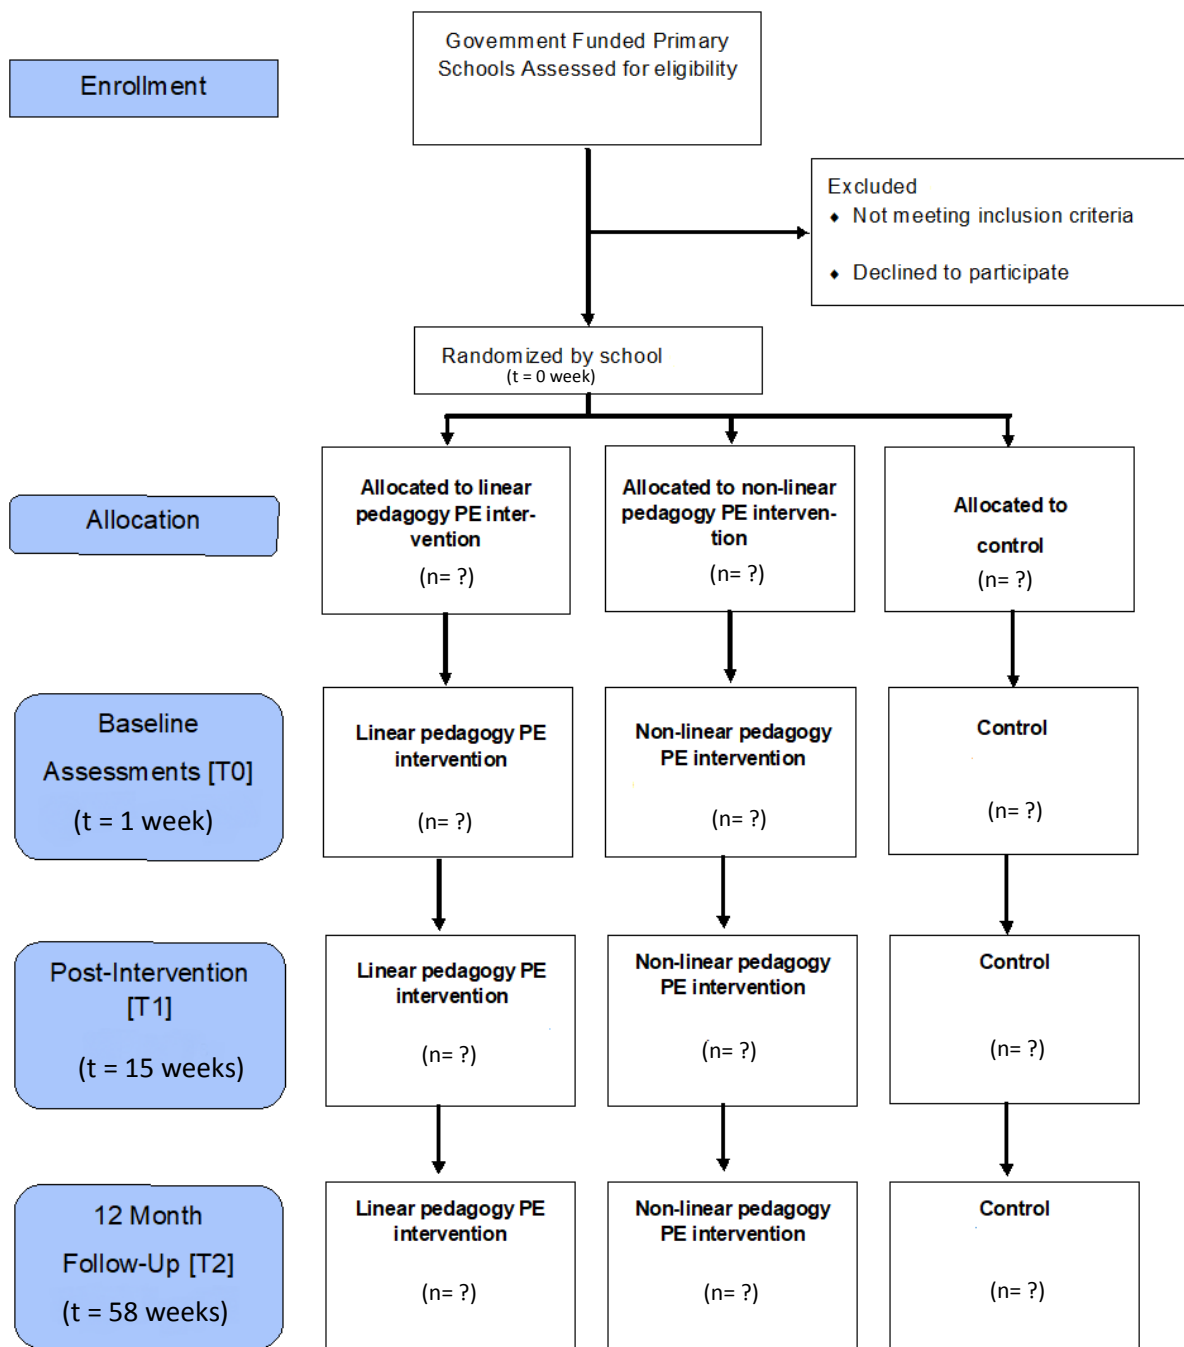 Government Funded Primary
Schools Assessed for eligibility
Enrollment
Excluded
♦ Not meeting inclusion criteria
♦ Declined to participate
Randomized by school
(t = 0 week)
Allocation
Allocated to linear
pedagogy PE inter-
vention
(n= ?)
Allocated to non-linear
pedagogy PE interven-
tion
(n= ?)
Allocated to
control
(n= ?)
Baseline
Assessments [T0]
(t = 1 week)
Linear pedagogy PE
intervention
(n= ?)
Non-linear pedagogy
PE intervention
(n= ?)
Control
(n= ?)
Post-Intervention
[T1]
(t = 15 weeks)
Linear pedagogy PE
intervention
(n= ?)
Non-linear pedagogy
PE intervention
(n= ?)
Control
(n= ?)
12 Month
Follow-Up [T2]
(t = 58 weeks)
Linear pedagogy PE
intervention
(n= ?)
Non-linear pedagogy
PE intervention
(n= ?)
Control
(n= ?)